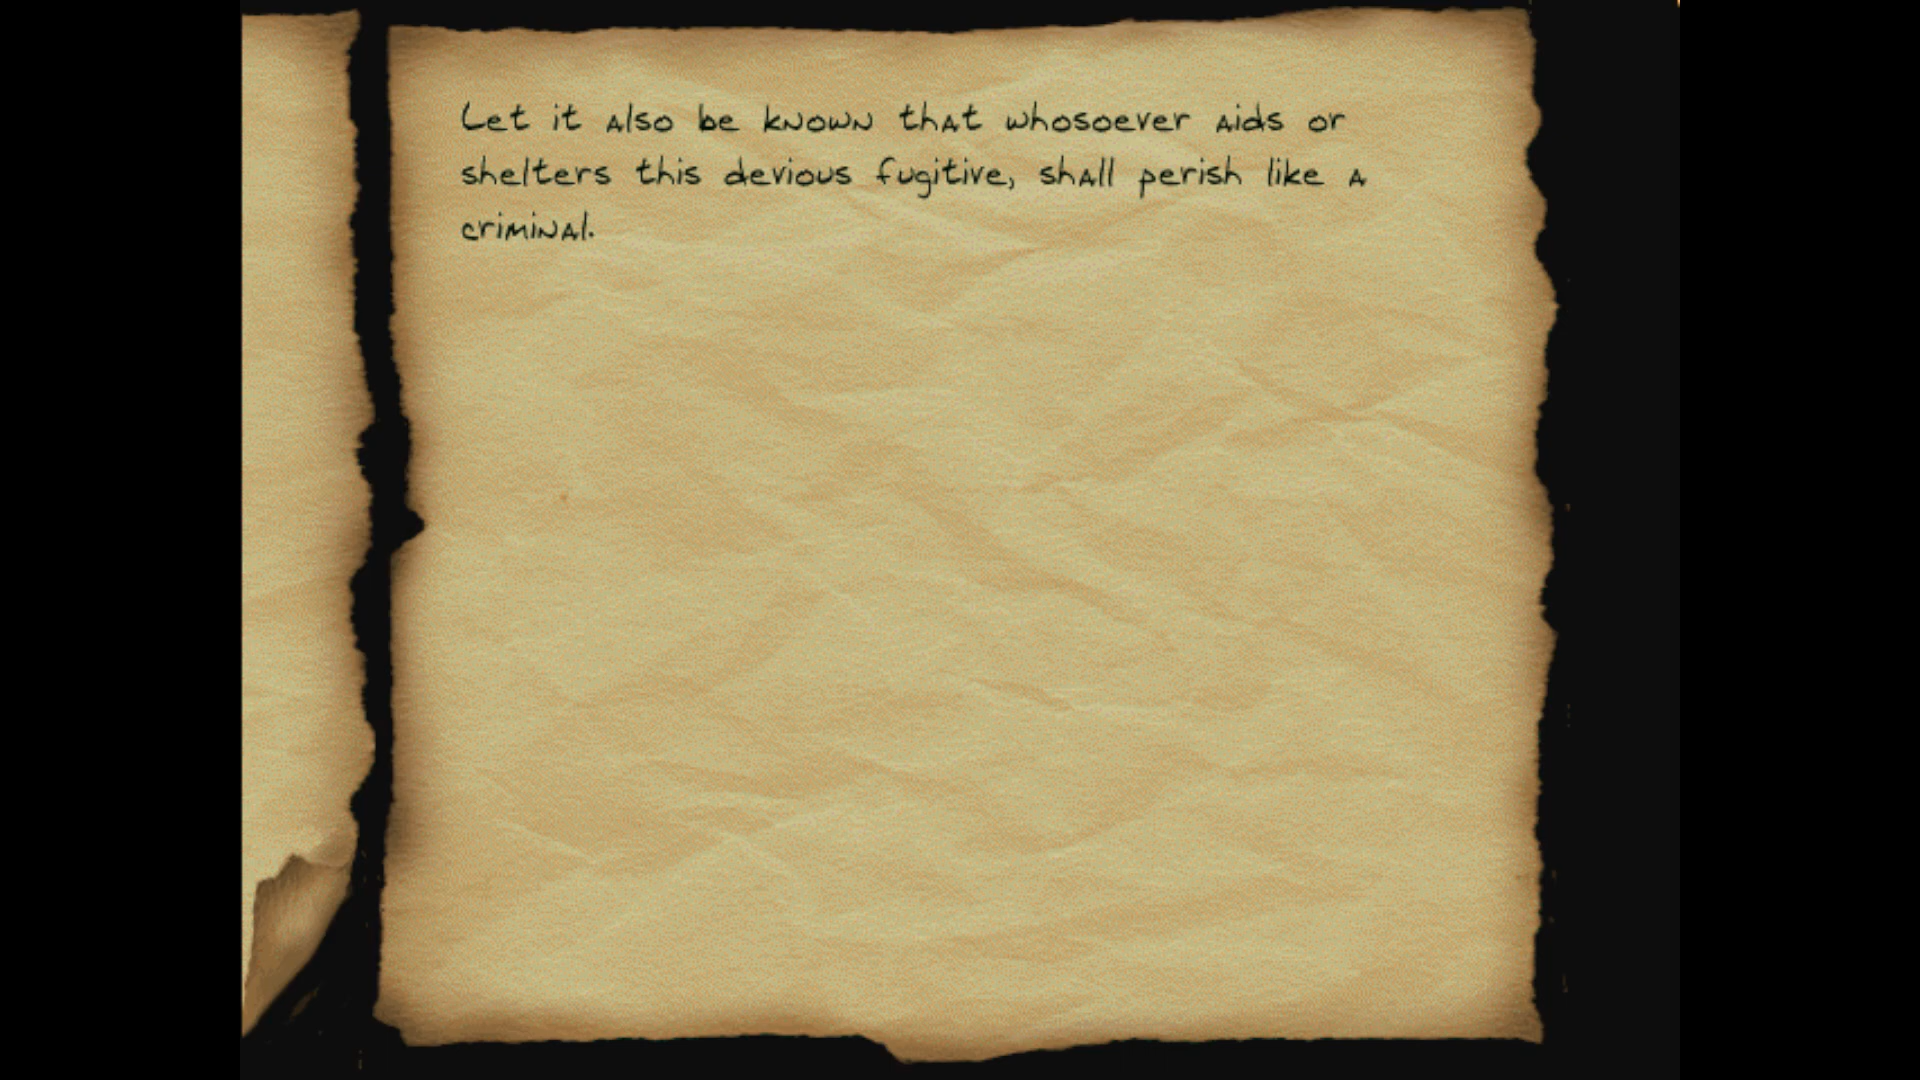 Let it also be known that whosoever aids or
shelters this devious fugitive, shall perish like a
criminal.